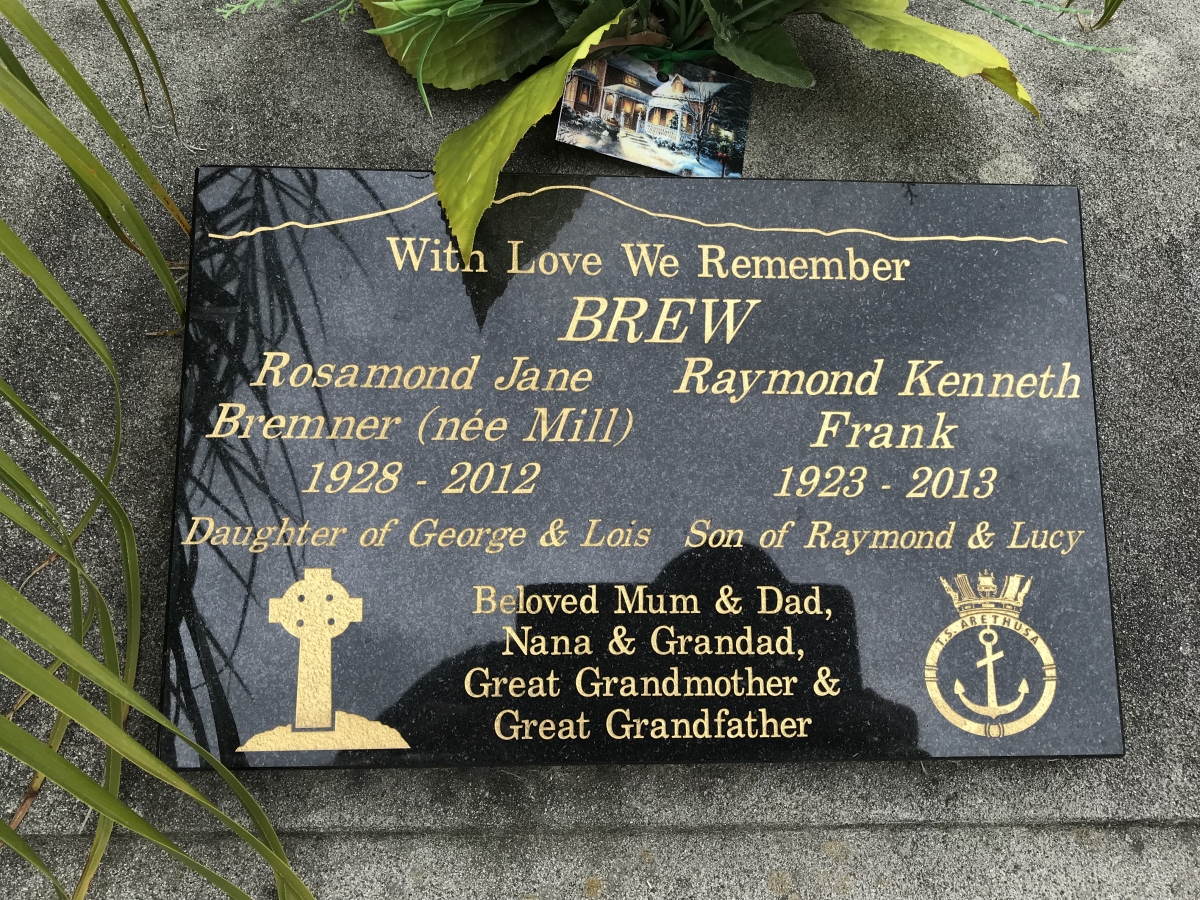 With Love We Remember
BREW
Rosamond Jane
Bremner (née Mill)
1928 - 2012
Daughter of George & Lois
Raymond Kenneth
Frank
1923 - 2013
Son of Raymond & Lucy
Beloved Mum & Dad,
Nana & Grandad,
Great Grandmother &
Great Grandfather
T.S. ARETHUSA